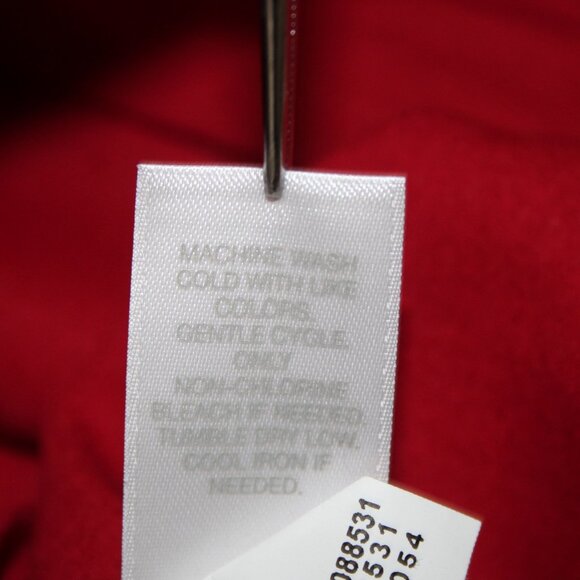 MACHINE WASH
COLD WITH LIKE
COLORS.
GENTLE CYCLE.
ONLY
NON-CHLORINE
BLEACH IF NEEDED.
TUMBLE DRY LOW.
COOL IRON IF
NEEDED.
088531
531
054